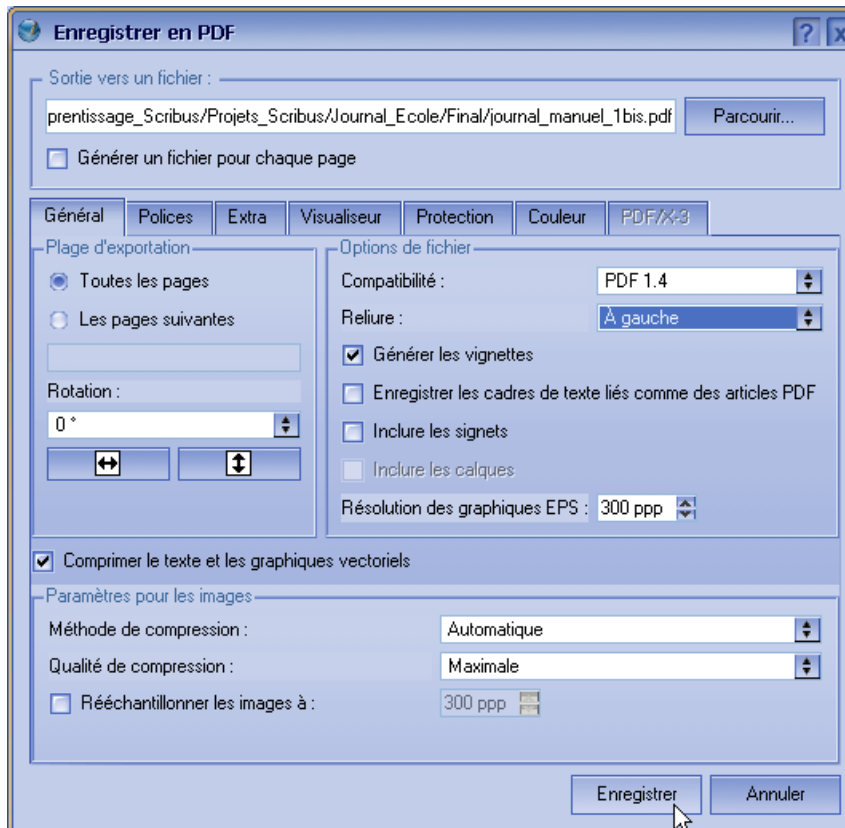 Enregistrer en PDF
Sortie vers un fichier :
prentissage_Scribus/Projets_Scribus/Journal_Ecole/Final/journal_manuel_1bis.pdf Parcourir...
Générer un fichier pour chaque page
Général Polices Extra Visualiseur Protection Couleur PDF/X-3
Plage d'exportation
Toutes les pages
Les pages suivantes
Rotation :
0 °
Options de fichier
Compatibilité : PDF 1.4
Reliure : À gauche
Générer les vignettes
Enregistrer les cadres de texte liés comme des articles PDF
Inclure les signets
Inclure les calques
Résolution des graphiques EPS : 300 ppp
Comprimer le texte et les graphiques vectoriels
Paramètres pour les images
Méthode de compression : Automatique
Qualité de compression : Maximale
Rééchantillonner les images à : 300 ppp
Enregistrer Annuler